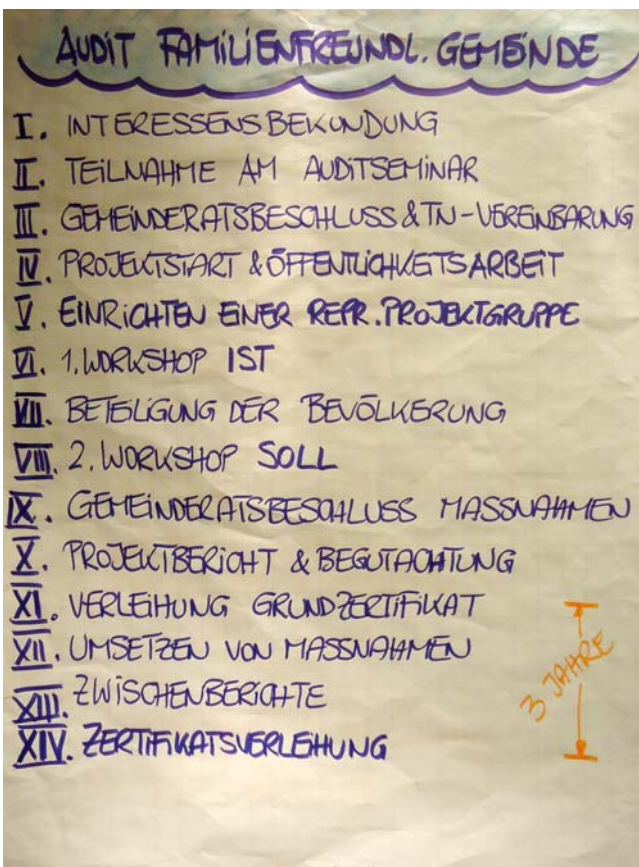 AUDIT FAMILIENFREUNDL. GEMEINDE
I. INTERESSENSBEKUNDUNG
II. TEILNAHME AM AUDITSEMINAR
III. GEMEINDERATSBESCHLUSS & TN-VEREINBARUNG
IV. PROJEKTSTART & ÖFFENTLICHKEITSARBEIT
V. EINRICHTEN EINER REPR. PROJEKTGRUPPE
VI. 1. WORKSHOP IST
VII. BETEILIGUNG DER BEVÖLKERUNG
VIII. 2. WORKSHOP SOLL
IX. GEMEINDERATSBESCHLUSS MASSNAHMEN
X. PROJEKTBERICHT & BEGUTACHTUNG
XI. VERLEIHUNG GRUNDZERTIFIKAT
XII. UMSETZEN VON MASSNAHMEN
XIII. ZWISCHENBERICHTE
XIV. ZERTIFIKATSVERLEIHUNG
3 JAHRE